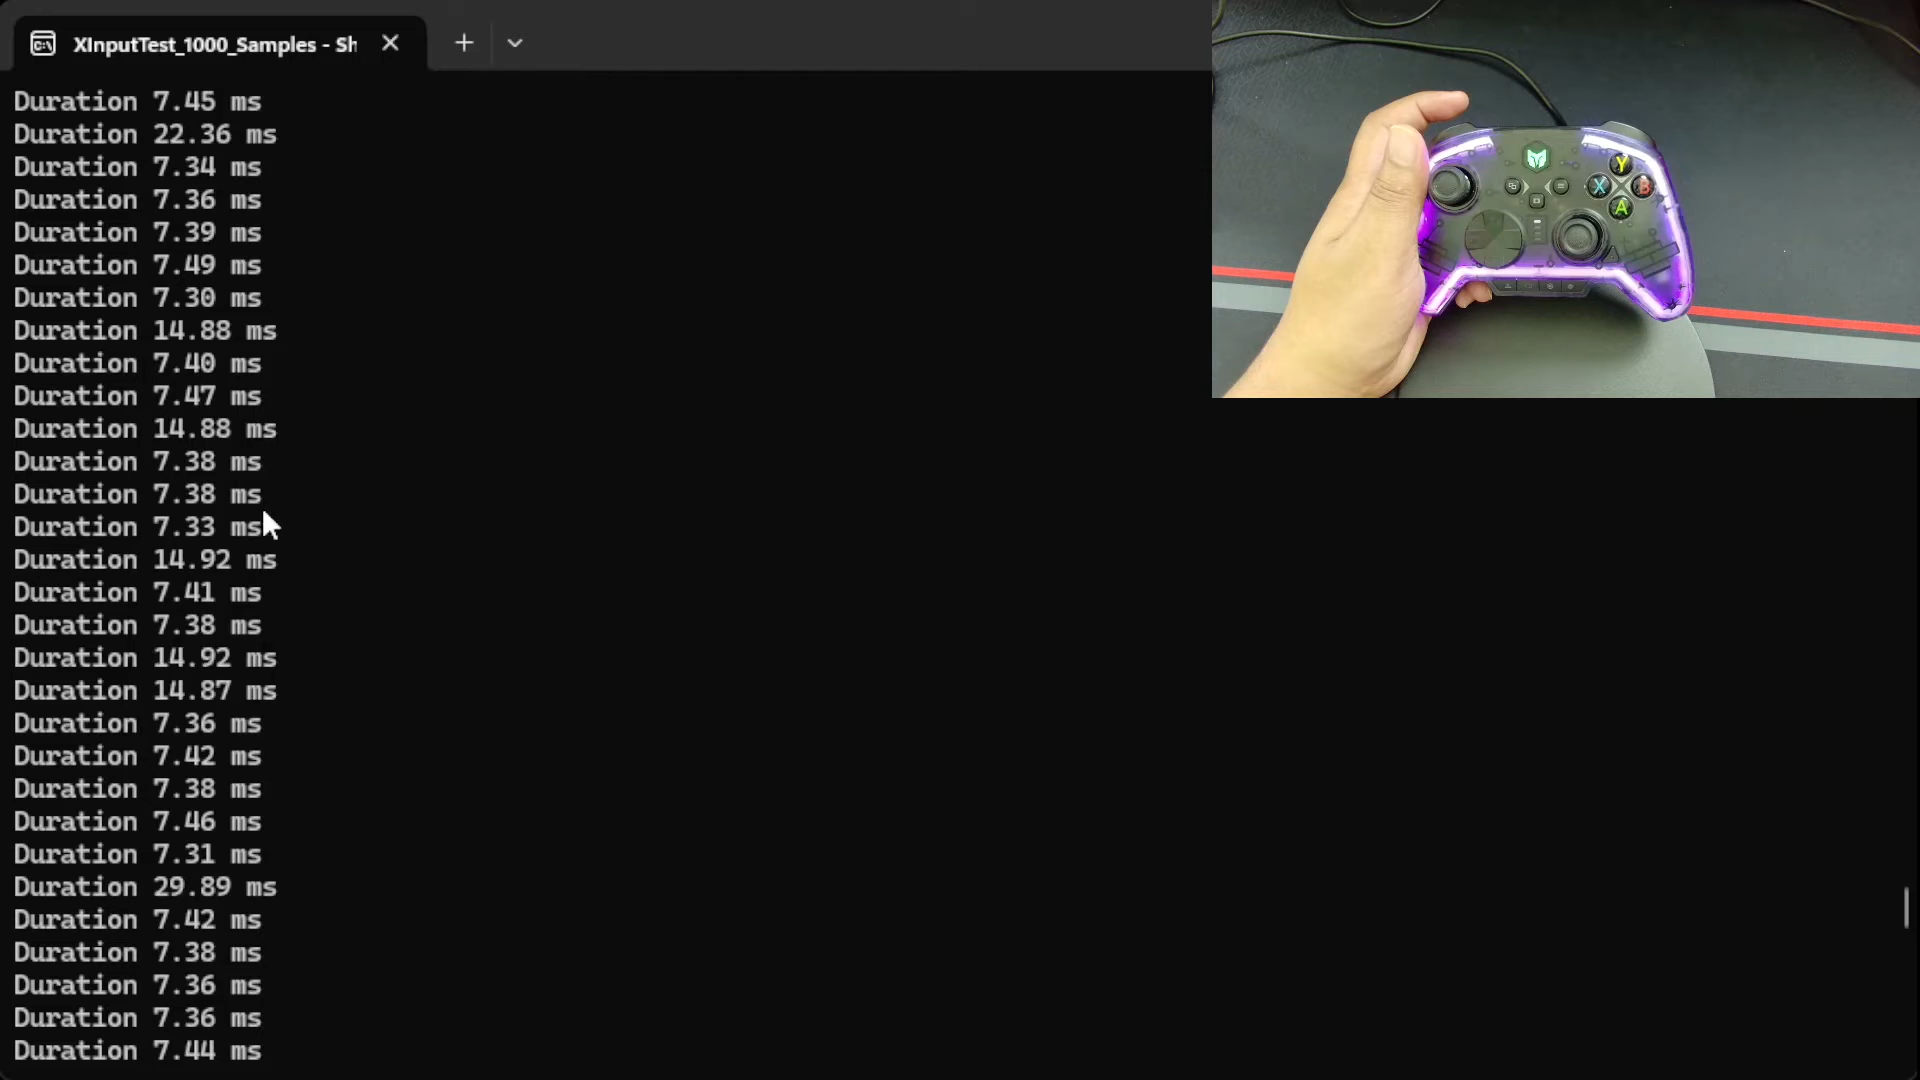 XInputTest_1000_Samples - Sh
Duration 7.45 ms
Duration 22.36 ms
Duration 7.34 ms
Duration 7.36 ms
Duration 7.39 ms
Duration 7.49 ms
Duration 7.30 ms
Duration 14.88 ms
Duration 7.40 ms
Duration 7.47 ms
Duration 14.88 ms
Duration 7.38 ms
Duration 7.38 ms
Duration 7.33 ms
Duration 14.92 ms
Duration 7.41 ms
Duration 7.38 ms
Duration 14.92 ms
Duration 14.87 ms
Duration 7.36 ms
Duration 7.42 ms
Duration 7.38 ms
Duration 7.46 ms
Duration 7.31 ms
Duration 29.89 ms
Duration 7.42 ms
Duration 7.38 ms
Duration 7.36 ms
Duration 7.36 ms
Duration 7.44 ms
Y
X B
A